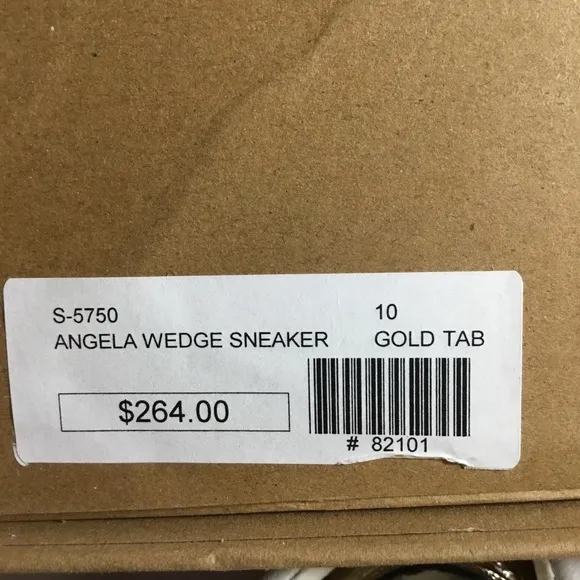 S-5750 10
ANGELA WEDGE SNEAKER GOLD TAB
$264.00
# 82101